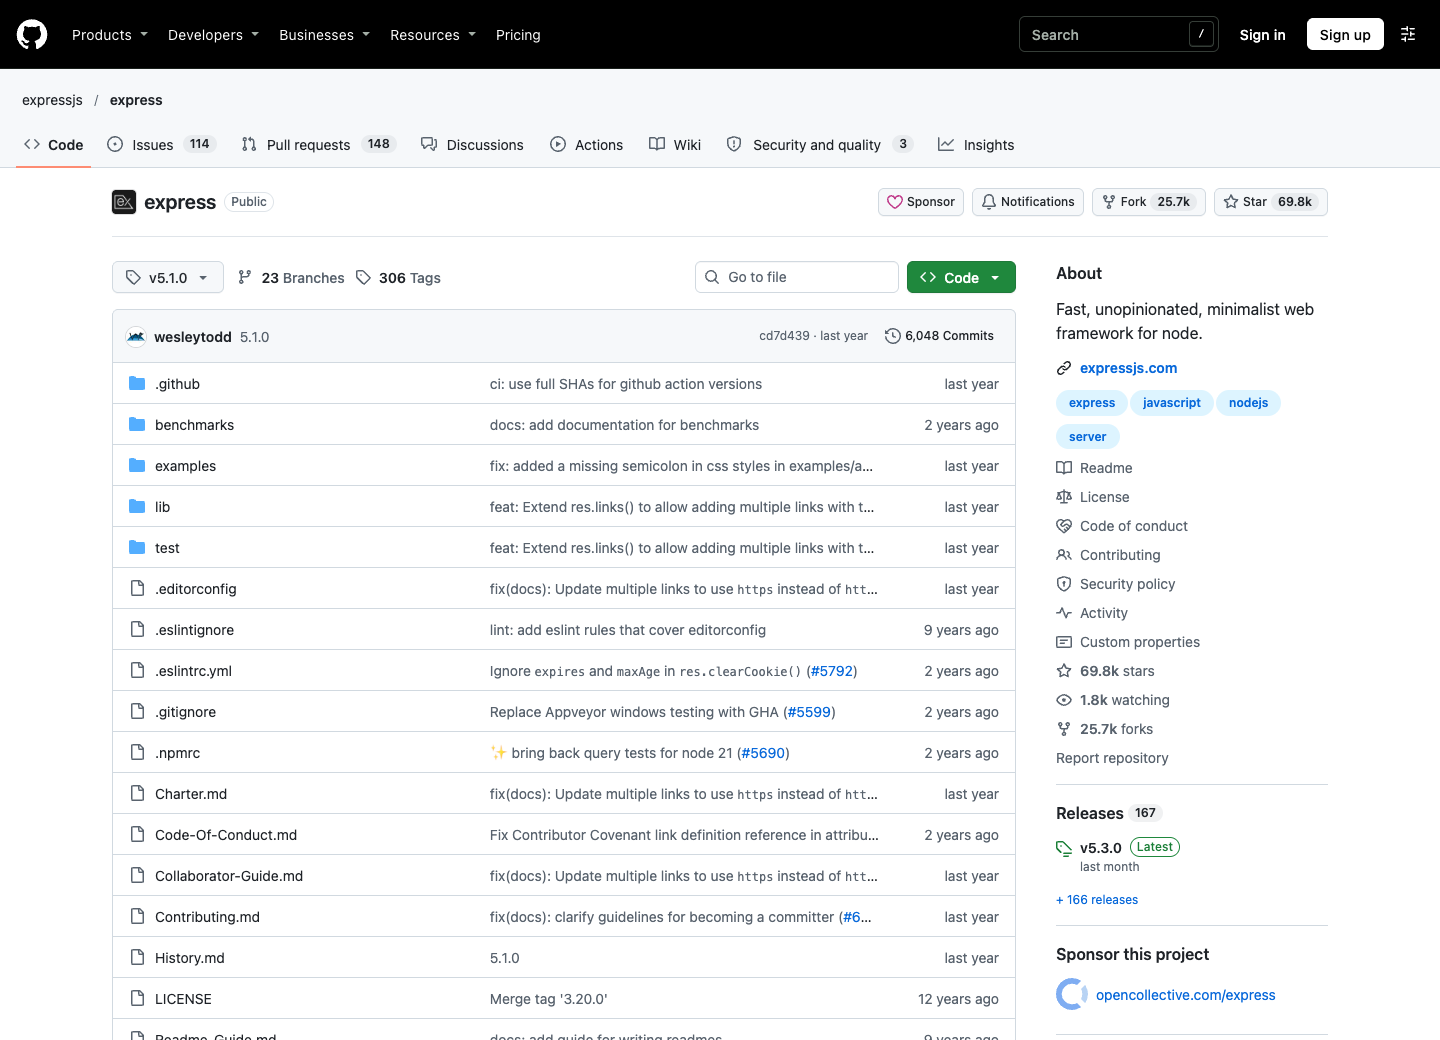 Products Developers Businesses Resources Pricing Search / Sign in Sign up
expressjs / express
Code Issues 114 Pull requests 148 Discussions Actions Wiki Security and quality 3 Insights
ex express Public Sponsor Notifications Fork 25.7k Star 69.8k
v5.1.0 23 Branches 306 Tags Go to file Code
wesleytodd 5.1.0 cd7d439 · last year 6,048 Commits
.github ci: use full SHAs for github action versions last year
benchmarks docs: add documentation for benchmarks 2 years ago
examples fix: added a missing semicolon in css styles in examples/a… last year
lib feat: Extend res.links() to allow adding multiple links with t… last year
test feat: Extend res.links() to allow adding multiple links with t… last year
.editorconfig fix(docs): Update multiple links to use https instead of htt… last year
.eslintignore lint: add eslint rules that cover editorconfig 9 years ago
.eslintrc.yml Ignore expires and maxAge in res.clearCookie() (#5792) 2 years ago
.gitignore Replace Appveyor windows testing with GHA (#5599) 2 years ago
.npmrc ✨ bring back query tests for node 21 (#5690) 2 years ago
Charter.md fix(docs): Update multiple links to use https instead of htt… last year
Code-Of-Conduct.md Fix Contributor Covenant link definition reference in attribu… 2 years ago
Collaborator-Guide.md fix(docs): Update multiple links to use https instead of htt… last year
Contributing.md fix(docs): clarify guidelines for becoming a committer (#6… last year
History.md 5.1.0 last year
LICENSE Merge tag '3.20.0' 12 years ago
Readme-Guide.md docs: add guide for writing readmes 9 years ago
About
Fast, unopinionated, minimalist web
framework for node.
expressjs.com
express javascript nodejs
server
Readme
License
Code of conduct
Contributing
Security policy
Activity
Custom properties
69.8k stars
1.8k watching
25.7k forks
Report repository
Releases 167
v5.3.0 Latest
last month
+ 166 releases
Sponsor this project
opencollective.com/express